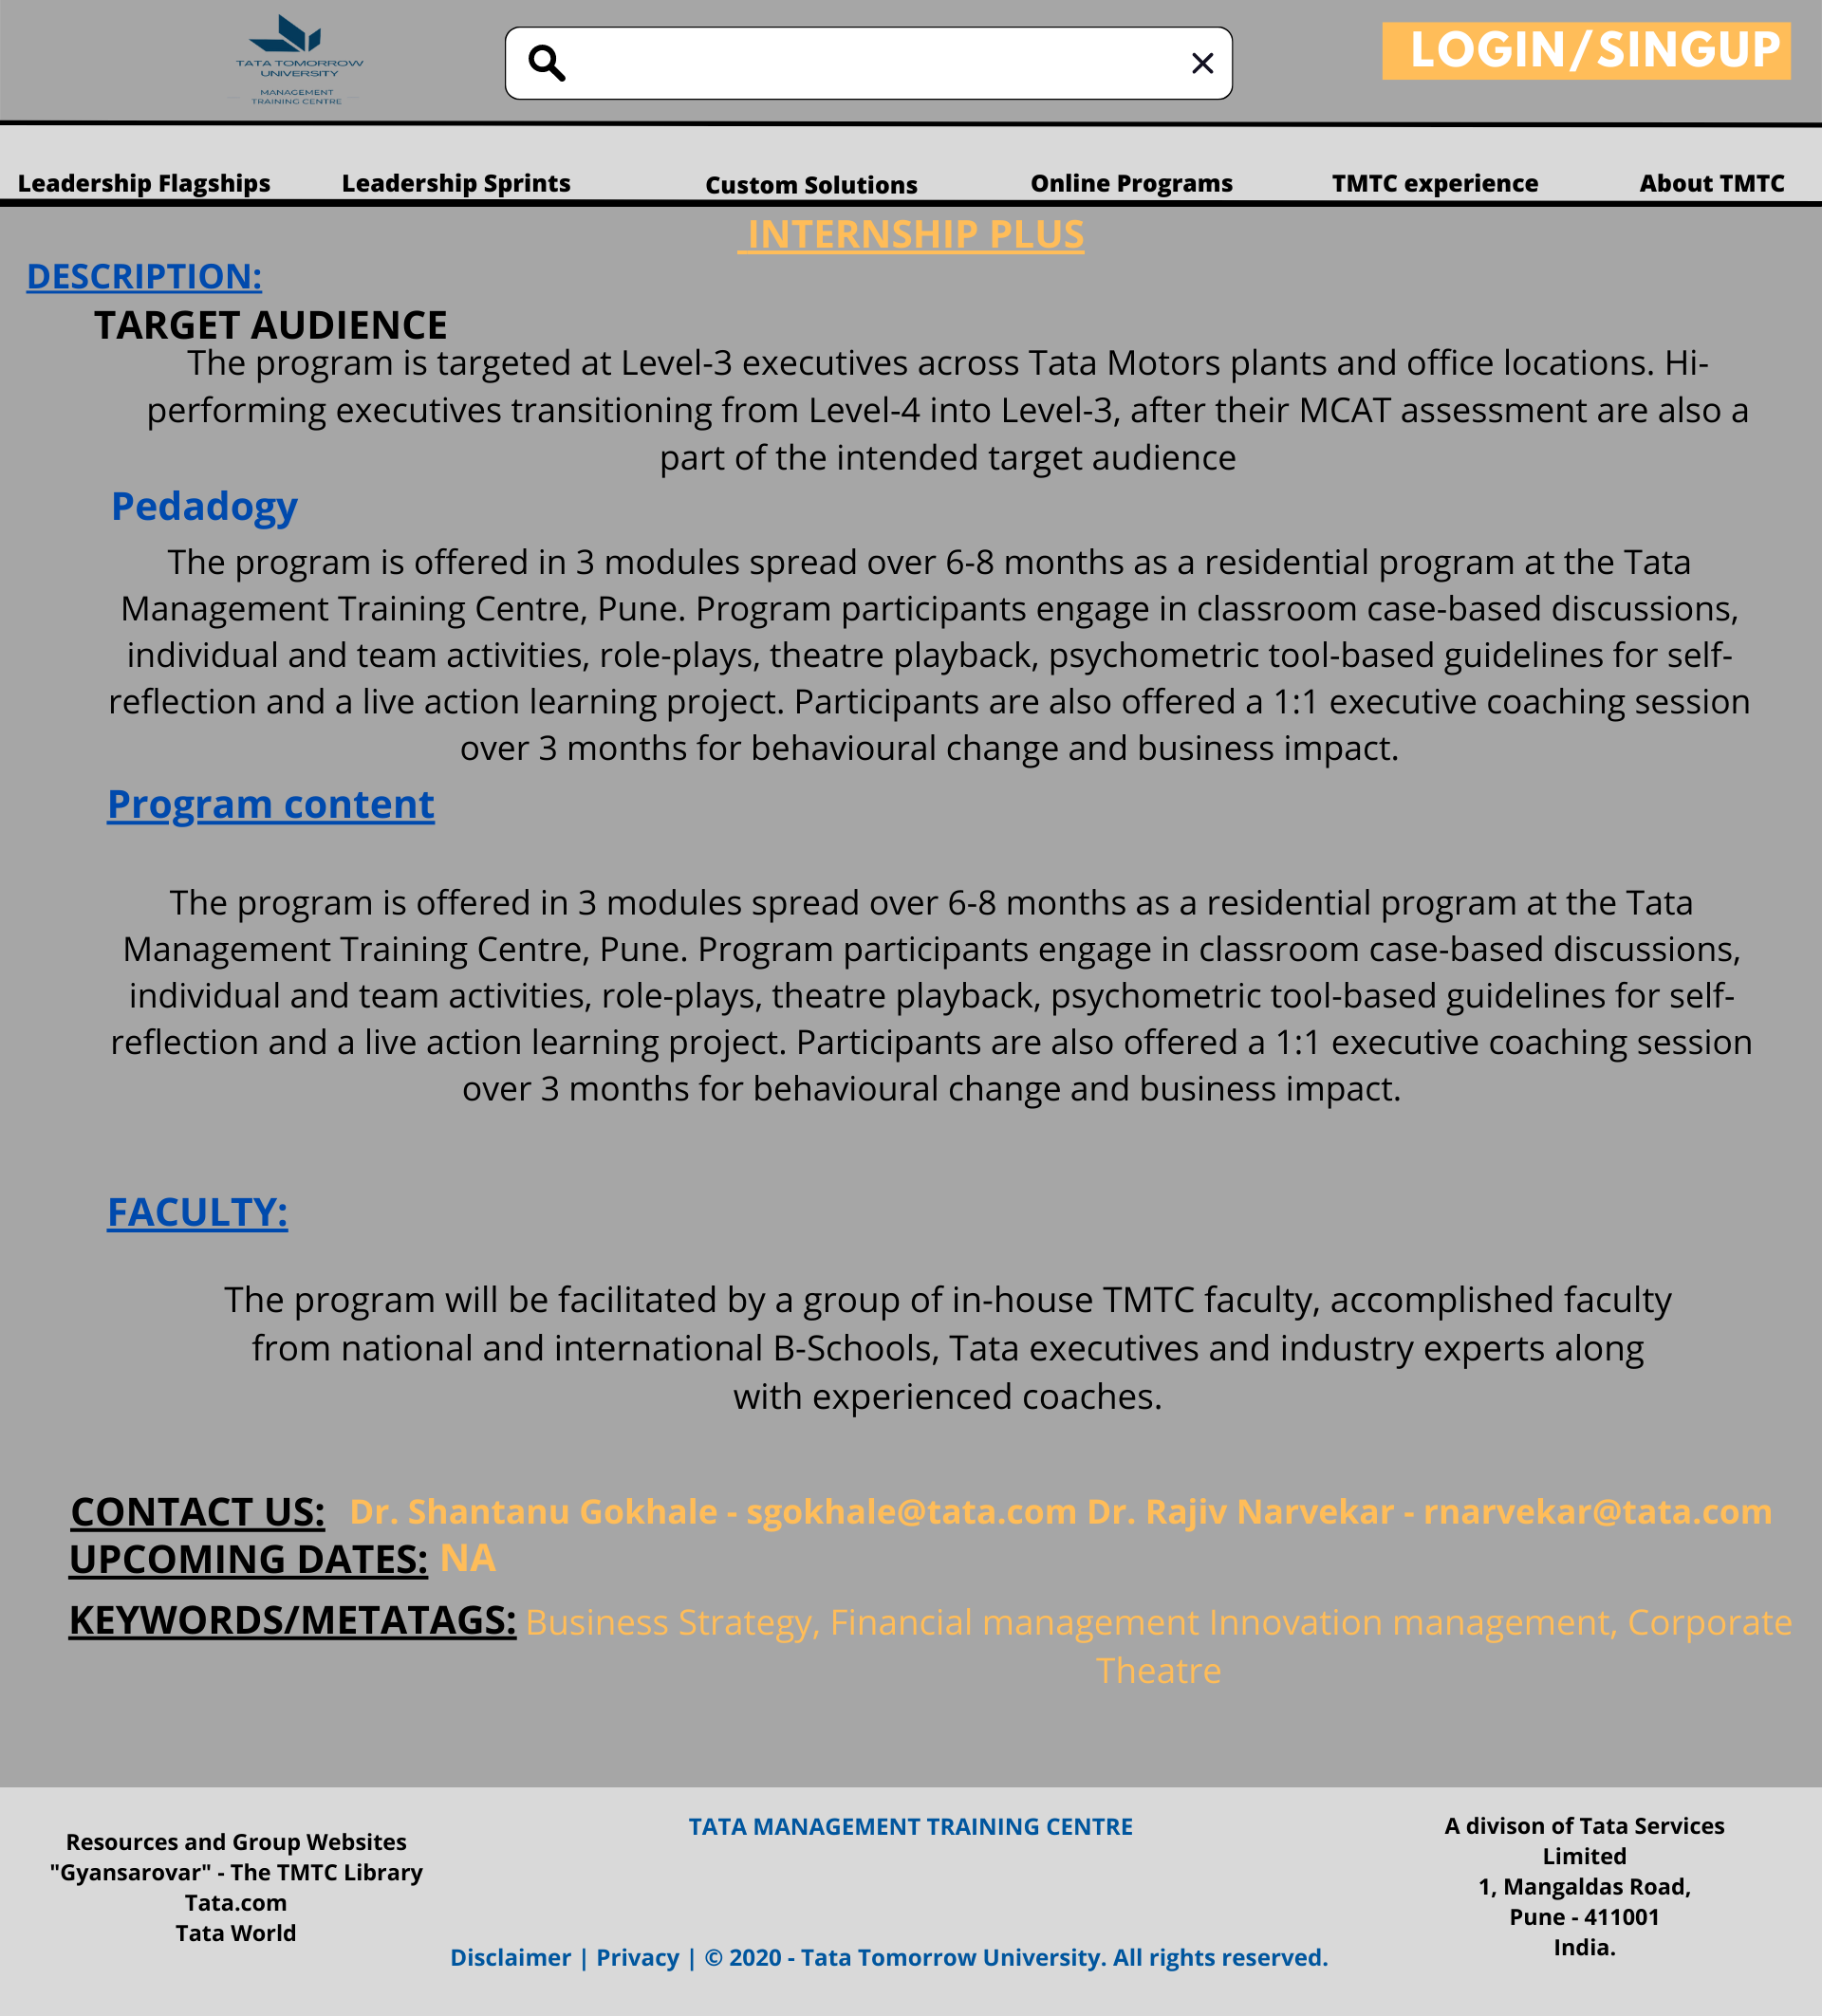 TATA TOMORROW
UNIVERSITY
MANAGEMENT
TRAINING CENTRE
LOGIN/SINGUP
Leadership Flagships
Leadership Sprints
Custom Solutions
Online Programs
TMTC experience
About TMTC
INTERNSHIP PLUS
DESCRIPTION:
TARGET AUDIENCE
The program is targeted at Level-3 executives across Tata Motors plants and office locations. Hi-
performing executives transitioning from Level-4 into Level-3, after their MCAT assessment are also a
part of the intended target audience
Pedadogy
The program is offered in 3 modules spread over 6-8 months as a residential program at the Tata
Management Training Centre, Pune. Program participants engage in classroom case-based discussions,
individual and team activities, role-plays, theatre playback, psychometric tool-based guidelines for self-
reflection and a live action learning project. Participants are also offered a 1:1 executive coaching session
over 3 months for behavioural change and business impact.
Program content
The program is offered in 3 modules spread over 6-8 months as a residential program at the Tata
Management Training Centre, Pune. Program participants engage in classroom case-based discussions,
individual and team activities, role-plays, theatre playback, psychometric tool-based guidelines for self-
reflection and a live action learning project. Participants are also offered a 1:1 executive coaching session
over 3 months for behavioural change and business impact.
FACULTY:
The program will be facilitated by a group of in-house TMTC faculty, accomplished faculty
from national and international B-Schools, Tata executives and industry experts along
with experienced coaches.
CONTACT US: Dr. Shantanu Gokhale - sgokhale@tata.com Dr. Rajiv Narvekar - rnarvekar@tata.com
UPCOMING DATES: NA
KEYWORDS/METATAGS: Business Strategy, Financial management Innovation management, Corporate
Theatre
Resources and Group Websites
"Gyansarovar" - The TMTC Library
Tata.com
Tata World
TATA MANAGEMENT TRAINING CENTRE
Disclaimer | Privacy | © 2020 - Tata Tomorrow University. All rights reserved.
A divison of Tata Services
Limited
1, Mangaldas Road,
Pune - 411001
India.